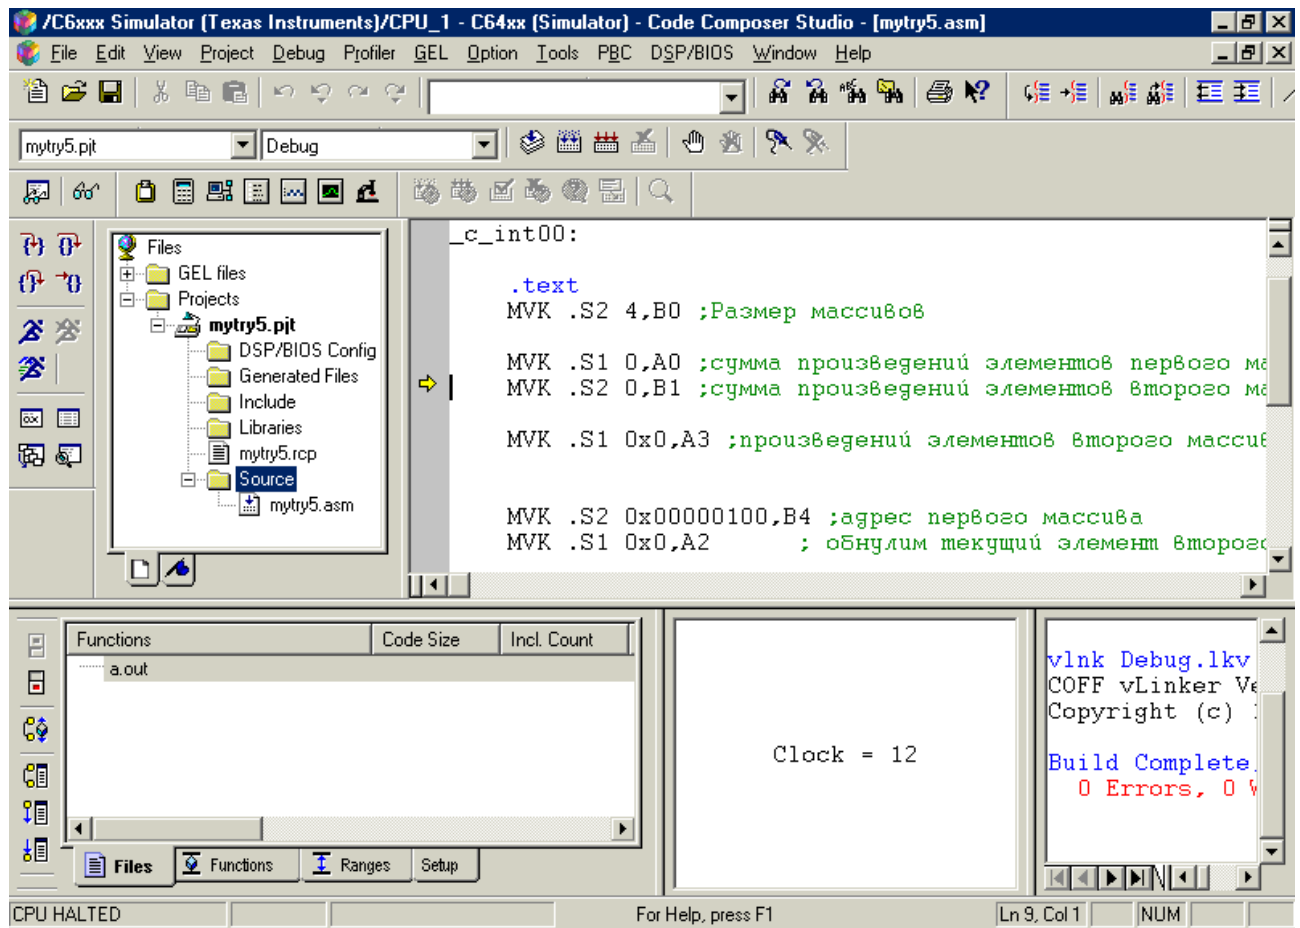 /C6xxx Simulator (Texas Instruments)/CPU_1 - C64xx (Simulator) - Code Composer Studio - [mytry5.asm]
File Edit View Project Debug Profiler GEL Option Tools PBC DSP/BIOS Window Help
mytry5.pjt Debug
Files
GEL files
Projects
mytry5.pjt
DSP/BIOS Config
Generated Files
Include
Libraries
mytry5.rcp
Source
mytry5.asm
_c_int00:
.text
MVK .S2 4,B0 ;Размер массивов
MVK .S1 0,A0 ;сумма произведений элементов первого ма
MVK .S2 0,B1 ;сумма произведений элементов второго ма
MVK .S1 0x0,A3 ;произведений элементов второго массив
MVK .S2 0x00000100,B4 ;адрес первого массива
MVK .S1 0x0,A2 ; обнулим текущий элемент второго
Functions Code Size Incl. Count
a.out
Files Functions Ranges Setup
Clock = 12
vlnk Debug.lkv
COFF vLinker Ve
Copyright (c)
Build Complete,
0 Errors, 0 W
CPU HALTED For Help, press F1 Ln 9, Col 1 NUM